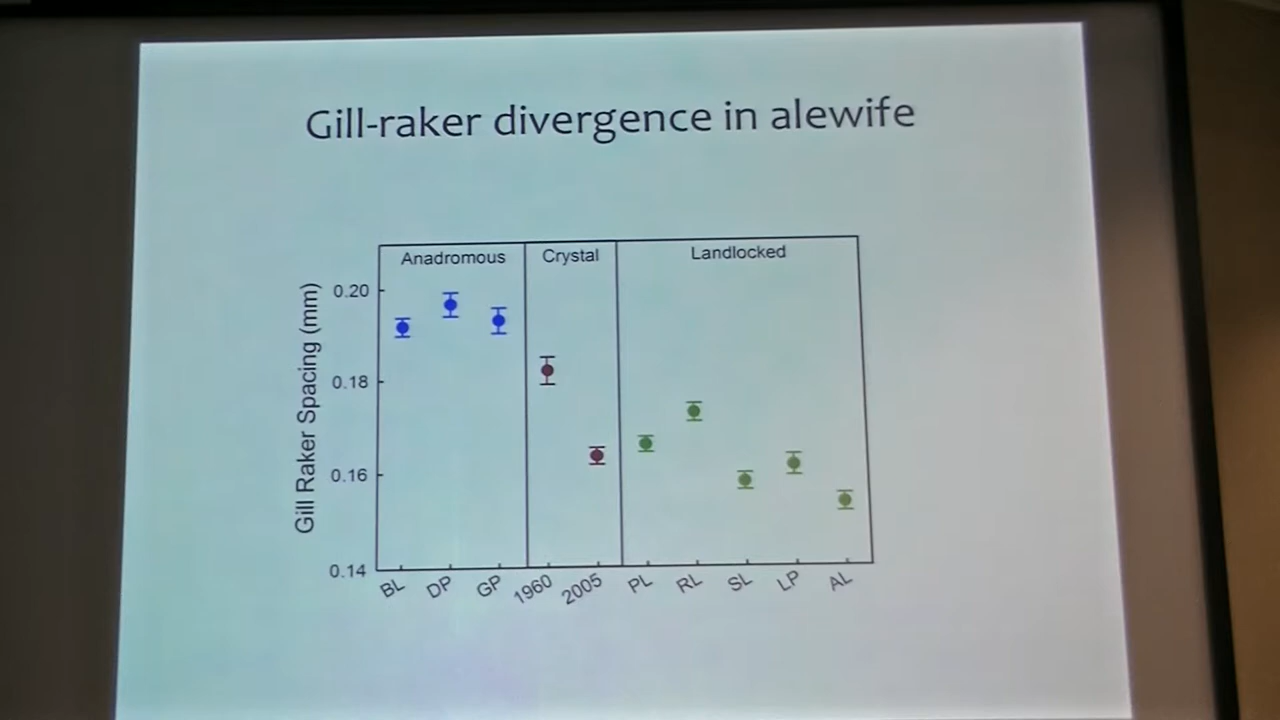 Gill-raker divergence in alewife
Anadromous
Crystal
Landlocked
Gill Raker Spacing (mm)
0.20
0.18
0.16
0.14
BL
DP
GP
1960
2005
PL
RL
SL
LP
AL